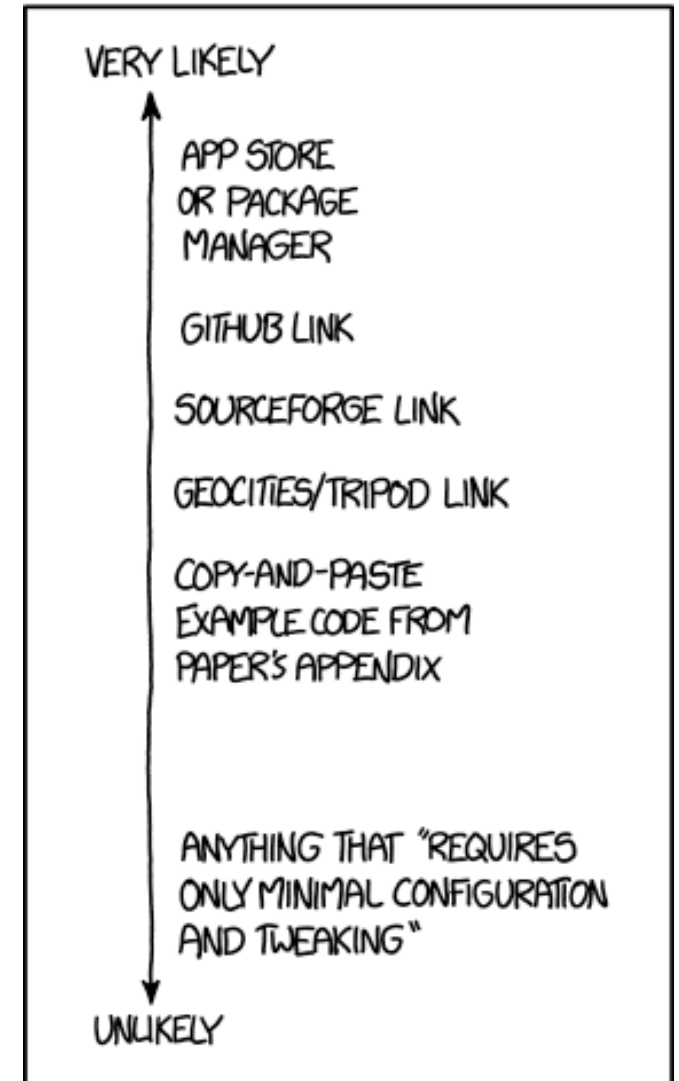 VERY LIKELY
APP STORE
OR PACKAGE
MANAGER
GITHUB LINK
SOURCEFORGE LINK
GEOCITIES/TRIPOD LINK
COPY-AND-PASTE
EXAMPLE CODE FROM
PAPER'S APPENDIX
ANYTHING THAT "REQUIRES
ONLY MINIMAL CONFIGURATION
AND TWEAKING"
UNLIKELY